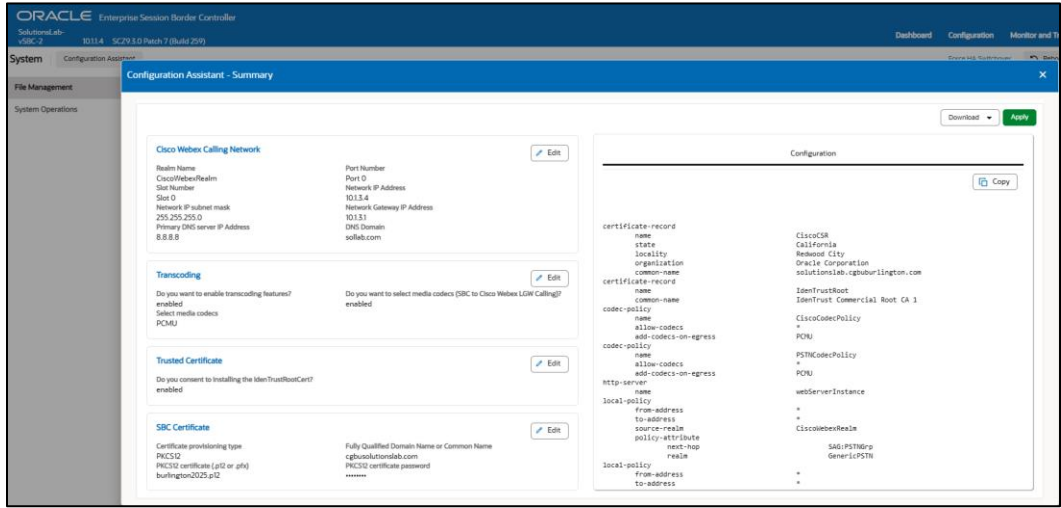 ORACLE Enterprise Session Border Controller
SolutionsLab-
vSBC-2 10.1.1.4 SCZ9.3.0 Patch 7 (Build 259)
Dashboard Configuration Monitor and Tr
System Configuration Assistant Force HA Switchover
Configuration Assistant - Summary
File Management
System Operations
Download Apply
Cisco Webex Calling Network Edit
Realm Name Port Number
CiscoWebexRealm Port 0
Slot Number Network IP Address
Slot 0 10.1.3.4
Network IP subnet mask Network Gateway IP Address
255.255.255.0 10.1.3.1
Primary DNS server IP Address DNS Domain
8.8.8.8 sollab.com
Transcoding Edit
Do you want to enable transcoding features? Do you want to select media codecs (SBC to Cisco Webex LGW Calling)?
enabled enabled
Select media codecs
PCMU
Trusted Certificate Edit
Do you consent to installing the IdenTrustRootCert?
enabled
SBC Certificate Edit
Certificate provisioning type Fully Qualified Domain Name or Common Name
PKCS12 cgbusolutionslab.com
PKCS12 certificate (.p12 or .pfx) PKCS12 certificate password
burlington2025.p12 ••••••••
Configuration
Copy
certificate-record
name CiscoCSR
state California
locality Redwood City
organization Oracle Corporation
common-name solutionslab.cgbuburlington.com
certificate-record
name IdenTrustRoot
common-name IdenTrust Commercial Root CA 1
codec-policy
name CiscoCodecPolicy
allow-codecs *
add-codecs-on-egress PCMU
codec-policy
name PSTNCodecPolicy
allow-codecs *
add-codecs-on-egress PCMU
http-server
name webServerInstance
local-policy
from-address *
to-address *
source-realm CiscoWebexRealm
policy-attribute
next-hop SAG:PSTNGrp
realm GenericPSTN
local-policy
from-address *
to-address *